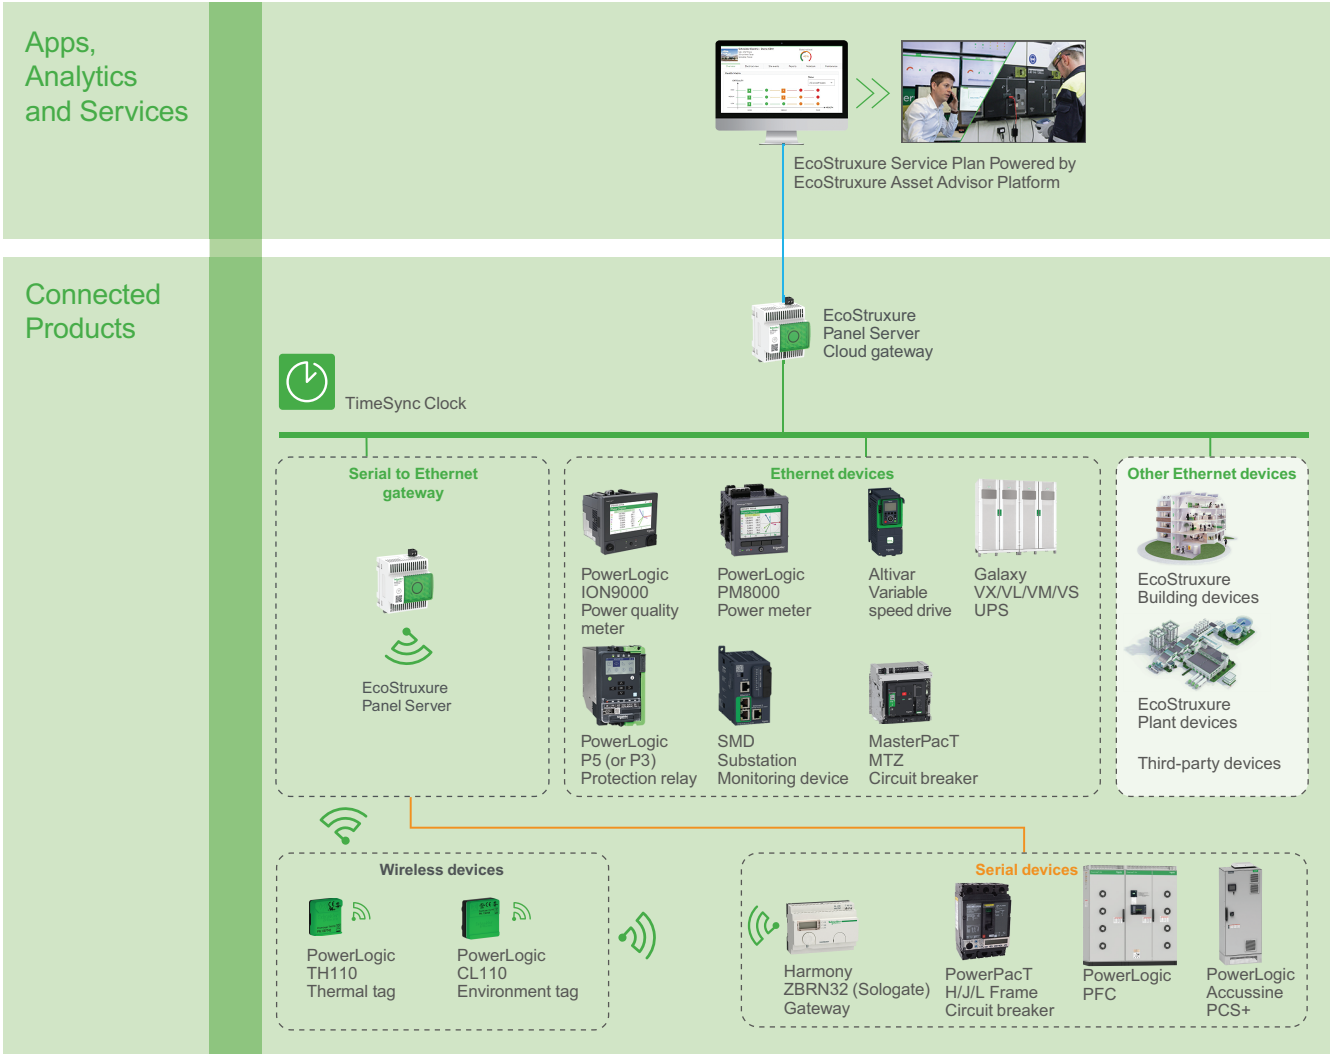 Apps,
Analytics
and Services
EcoStruxure Service Plan Powered by
EcoStruxure Asset Advisor Platform
Connected
Products
EcoStruxure
Panel Server
Cloud gateway
TimeSync Clock
Serial to Ethernet
gateway
EcoStruxure
Panel Server
Ethernet devices
PowerLogic
ION9000
Power quality
meter
PowerLogic
PM8000
Power meter
Altivar
Variable
speed drive
Galaxy
VX/VL/VM/VS
UPS
PowerLogic
P5 (or P3)
Protection relay
SMD
Substation
Monitoring device
MasterPacT
MTZ
Circuit breaker
Other Ethernet devices
EcoStruxure
Building devices
EcoStruxure
Plant devices
Third-party devices
Wireless devices
PowerLogic
TH110
Thermal tag
PowerLogic
CL110
Environment tag
Serial devices
Harmony
ZBRN32 (Sologate)
Gateway
PowerPacT
H/J/L Frame
Circuit breaker
PowerLogic
PFC
PowerLogic
Accussine
PCS+